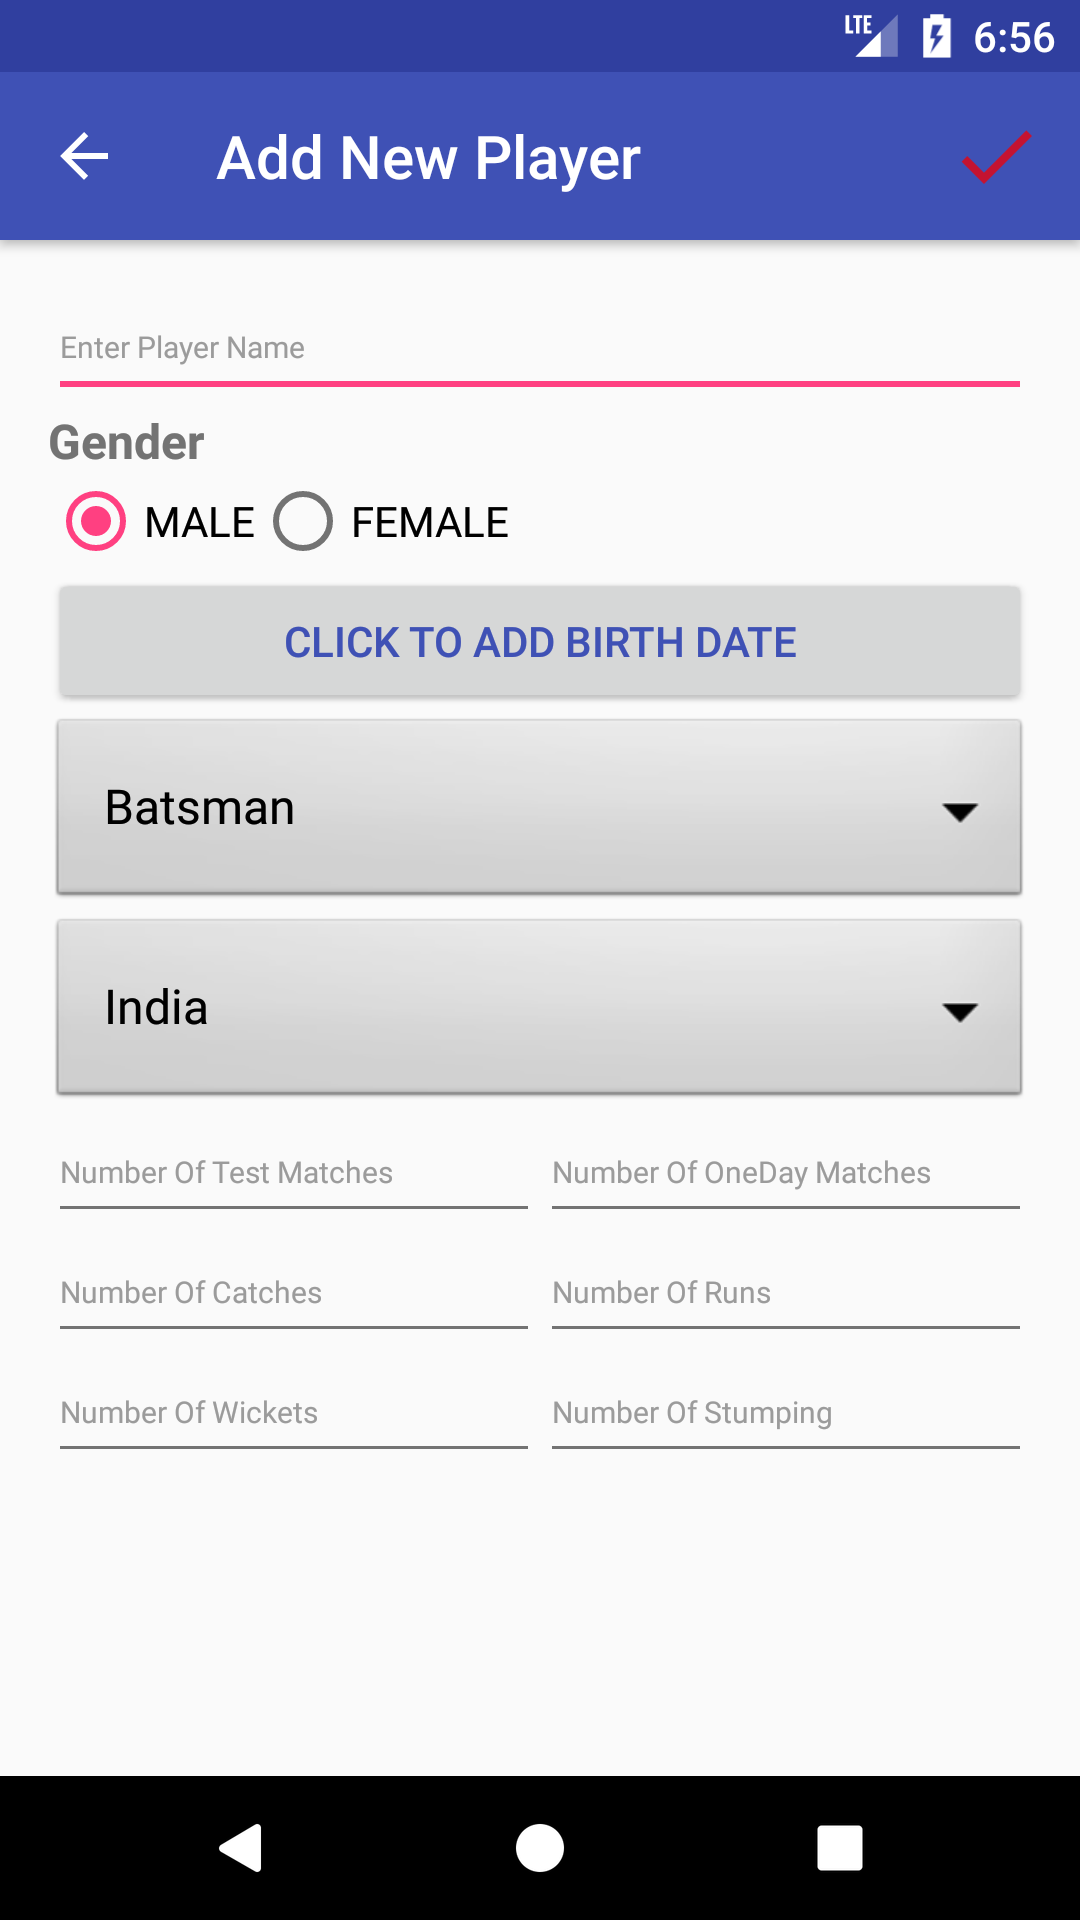 LTE 6:56
Add New Player
Enter Player Name
Gender
MALE FEMALE
CLICK TO ADD BIRTH DATE
Batsman
India
Number Of Test Matches Number Of OneDay Matches
Number Of Catches Number Of Runs
Number Of Wickets Number Of Stumping